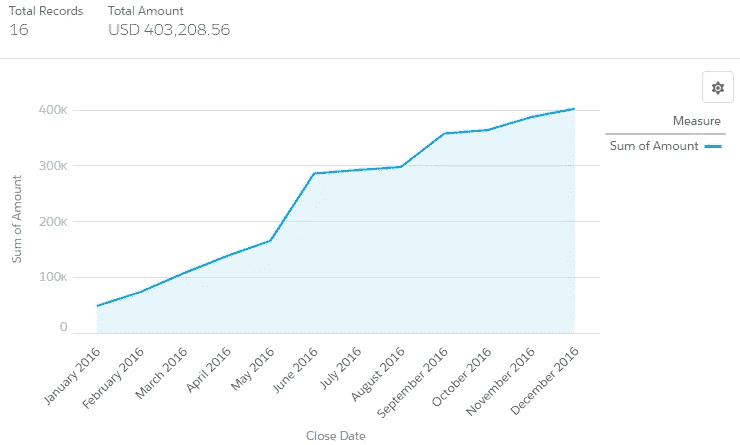 Total Records
16
Total Amount
USD 403,208.56
Measure
Sum of Amount
Sum of Amount
400K
300K
200K
100K
0
January 2016
February 2016
March 2016
April 2016
May 2016
June 2016
July 2016
August 2016
September 2016
October 2016
November 2016
December 2016
Close Date